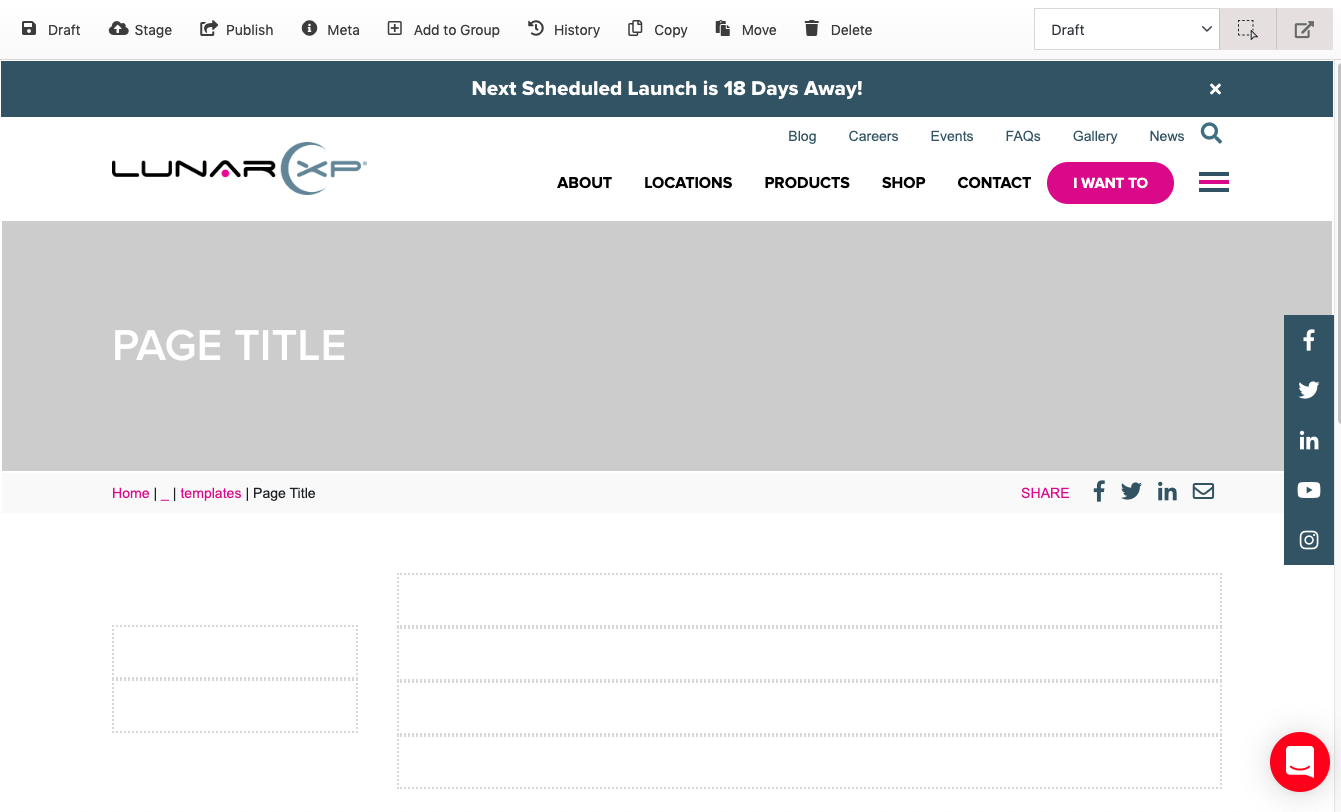 Draft Stage Publish Meta Add to Group History Copy Move Delete Draft
Next Scheduled Launch is 18 Days Away!
Blog Careers Events FAQs Gallery News
LUNAR XP®
ABOUT LOCATIONS PRODUCTS SHOP CONTACT I WANT TO
PAGE TITLE
Home | _ | templates | Page Title SHARE